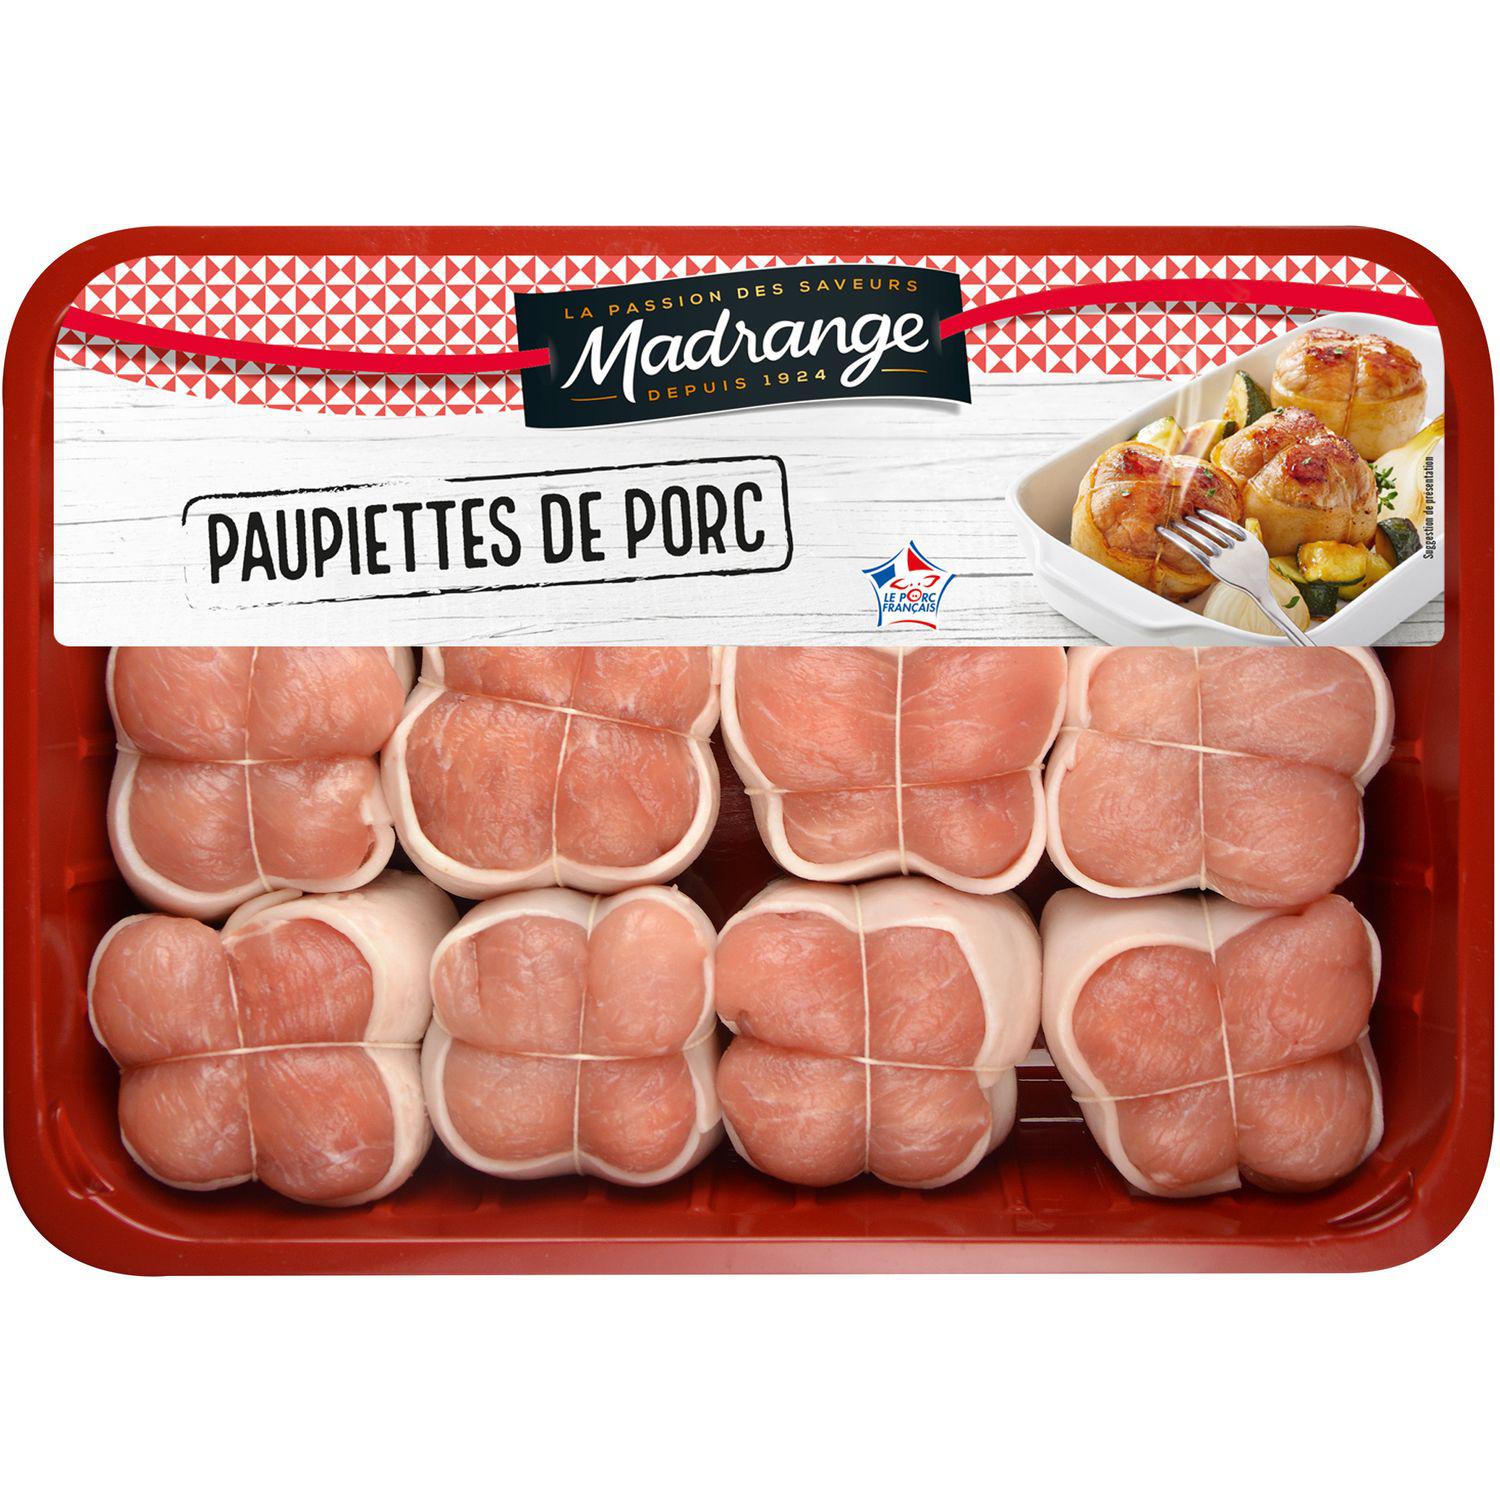 LA PASSION DES SAVEURS
Madrange
DEPUIS 1924
PAUPIETTES DE PORC
LE PORC
FRANÇAIS
Suggestion de présentation